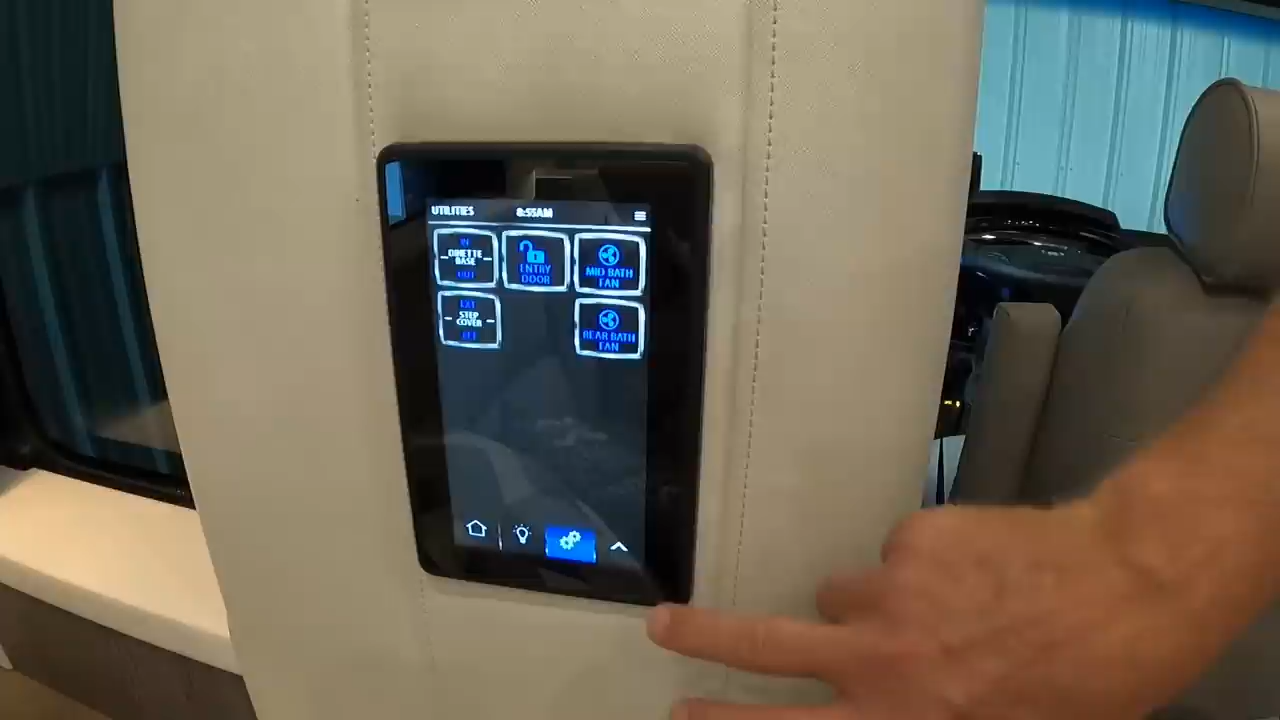 UTILITIES 8:55AM
IN
DINETTE
BASE
OUT
ENTRY
DOOR
MID BATH
FAN
EXT
STEP
COVER
RET
REAR BATH
FAN